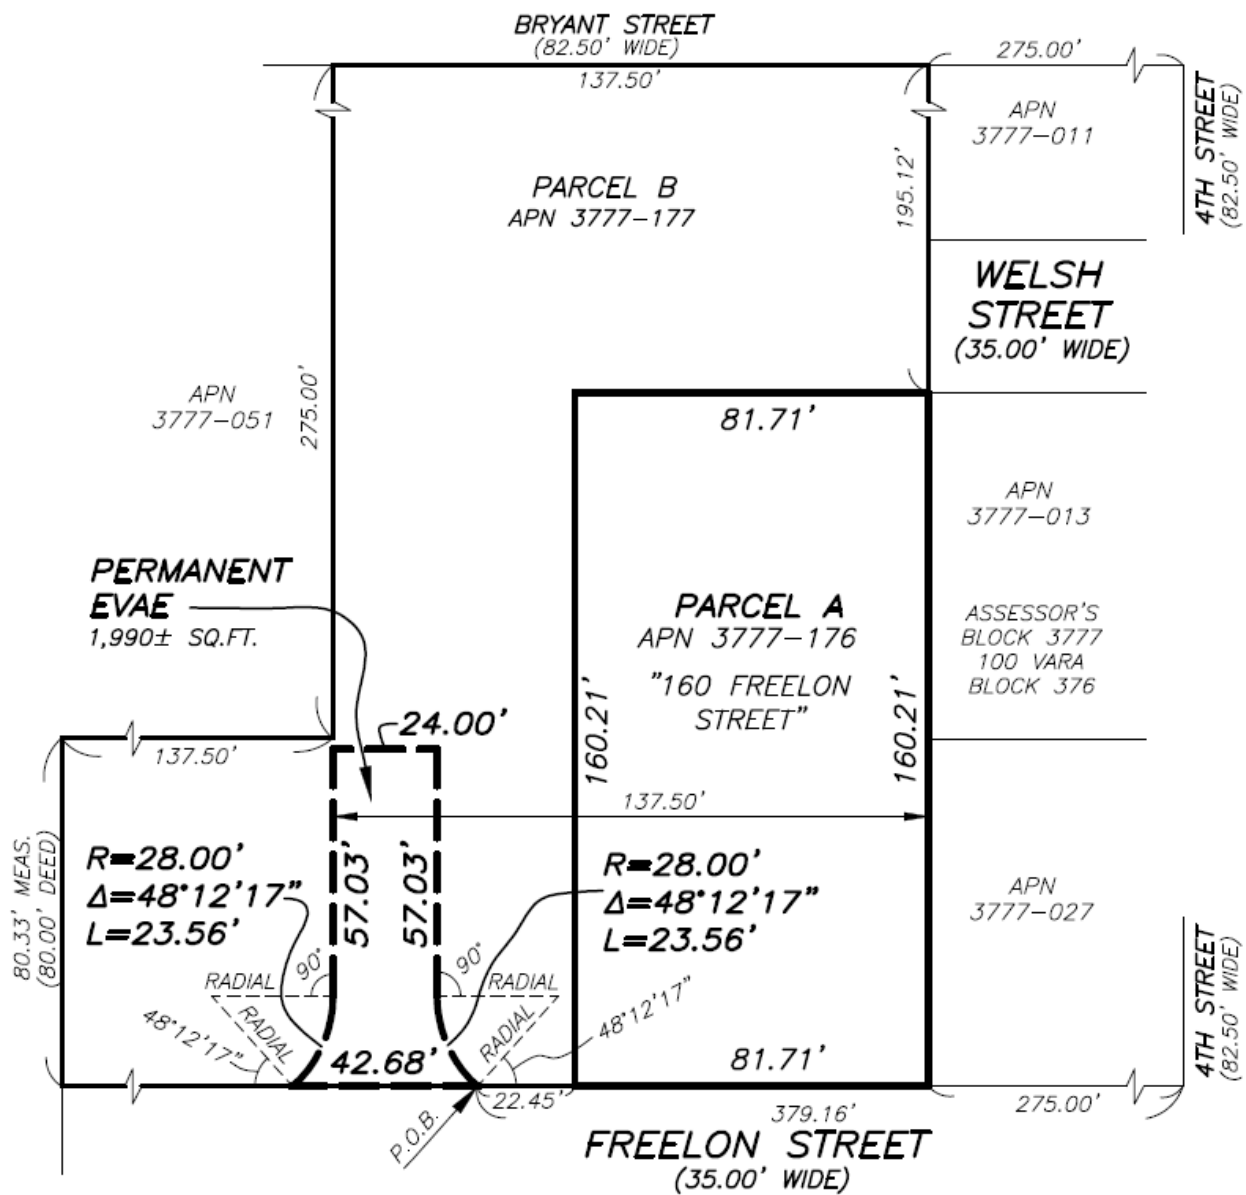 BRYANT STREET
(82.50' WIDE)
137.50'
275.00'
4TH STREET
(82.50' WIDE)
APN
3777-011
195.12'
PARCEL B
APN 3777-177
WELSH
STREET
(35.00' WIDE)
APN
3777-051
275.00'
81.71'
APN
3777-013
PERMANENT
EVAE
1,990± SQ.FT.
PARCEL A
APN 3777-176
"160 FREELON
STREET"
160.21'
160.21'
ASSESSOR'S
BLOCK 3777
100 VARA
BLOCK 376
24.00'
137.50'
137.50'
80.33' MEAS.
(80.00' DEED)
R=28.00'
Δ=48°12'17"
L=23.56'
57.03'
57.03'
R=28.00'
Δ=48°12'17"
L=23.56'
APN
3777-027
4TH STREET
(82.50' WIDE)
90°
90°
RADIAL
RADIAL
RADIAL
RADIAL
48°12'17"
48°12'17"
42.68'
81.71'
22.45'
P.O.B.
379.16'
275.00'
FREELON STREET
(35.00' WIDE)